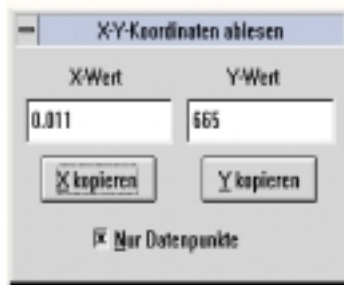 X-Y-Koordinaten ablesen
X-Wert Y-Wert
0.011 665
X kopieren Y kopieren
Nur Datenpunkte